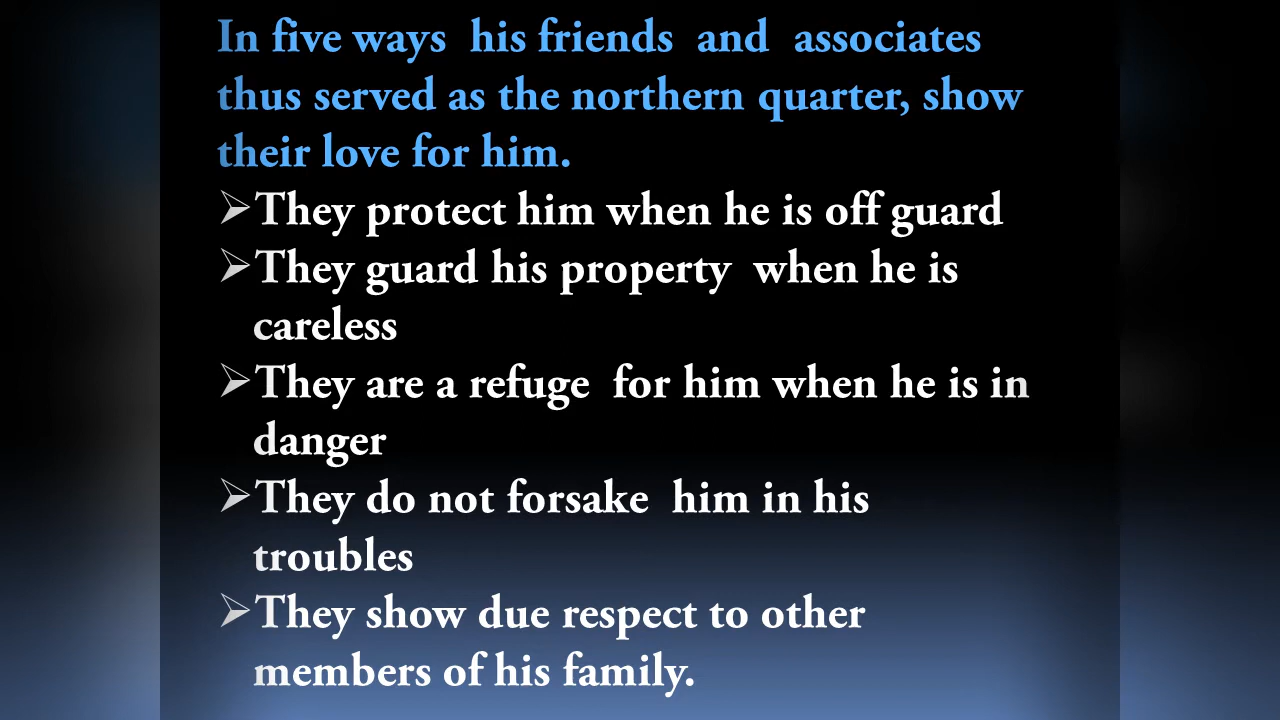 In five ways  his friends  and  associates
thus served as the northern quarter, show
their love for him.
➢They protect him when he is off guard
➢They guard his property  when he is
careless
➢They are a refuge  for him when he is in
danger
➢They do not forsake  him in his
troubles
➢They show due respect to other
members of his family.